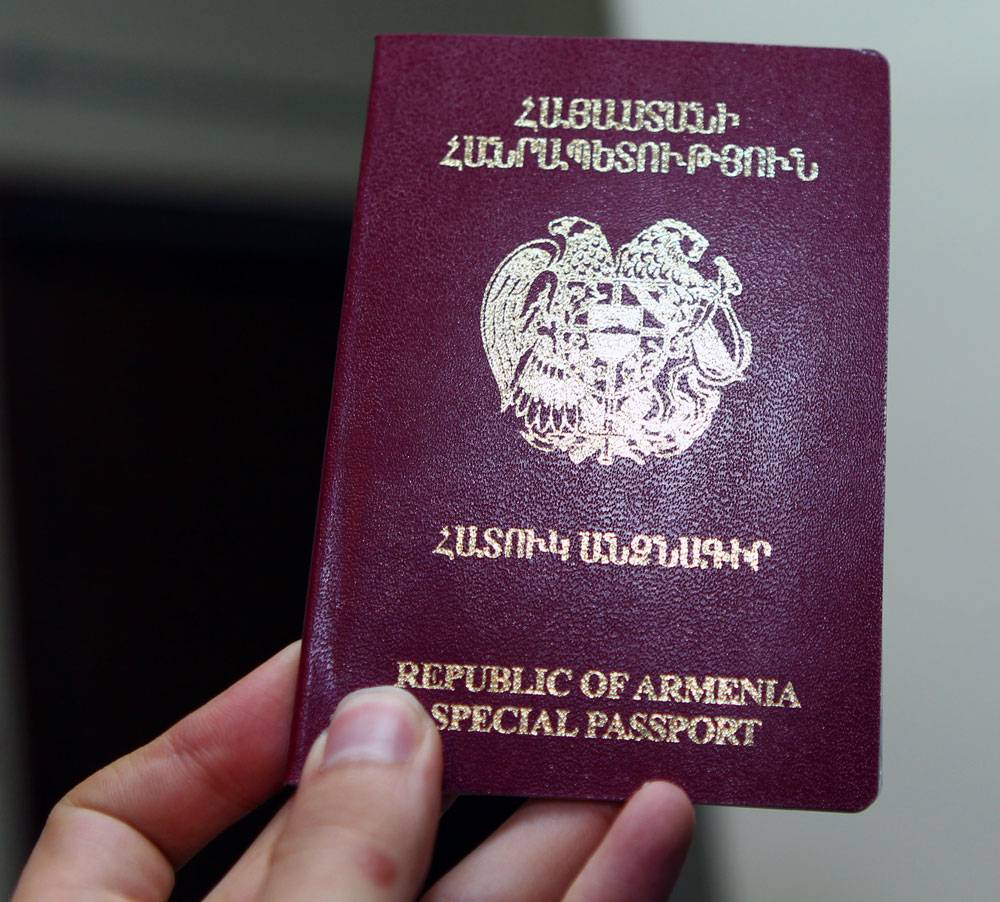 ՀԱՅԱՍՏԱՆԻ
ՀԱՆՐԱՊԵՏՈՒԹՅՈՒՆ
ՀԱՏՈՒԿ ԱՆՁՆԱԳԻՐ
REPUBLIC OF ARMENIA
SPECIAL PASSPORT